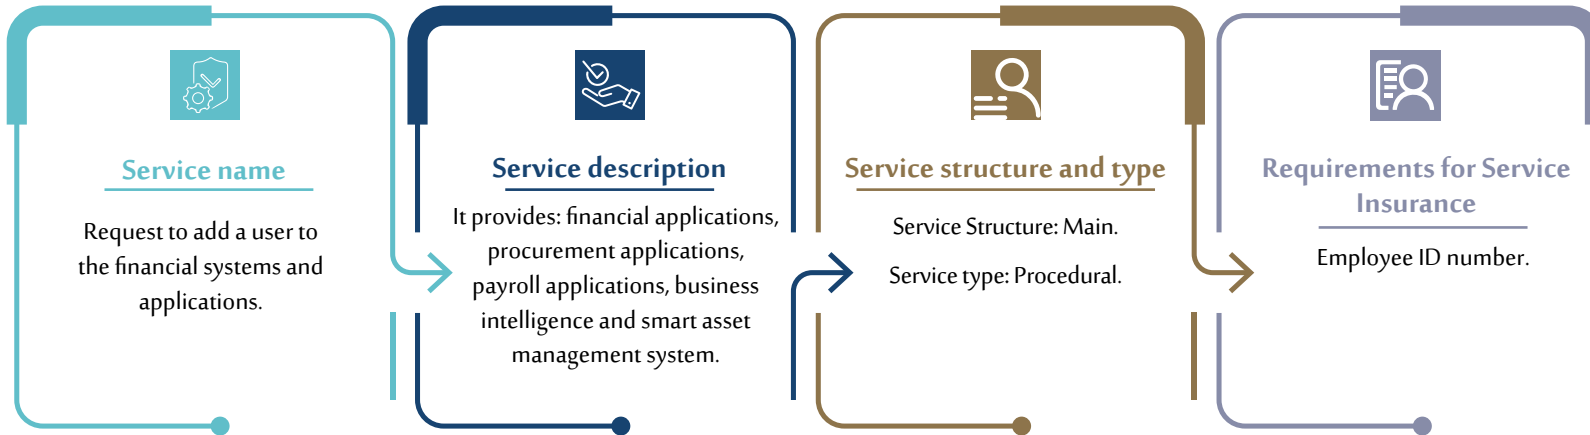 Service name
Request to add a user to
the financial systems and
applications.
Service description
It provides: financial applications,
procurement applications,
payroll applications, business
intelligence and smart asset
management system.
Service structure and type
Service Structure: Main.
Service type: Procedural.
Requirements for Service
Insurance
Employee ID number.